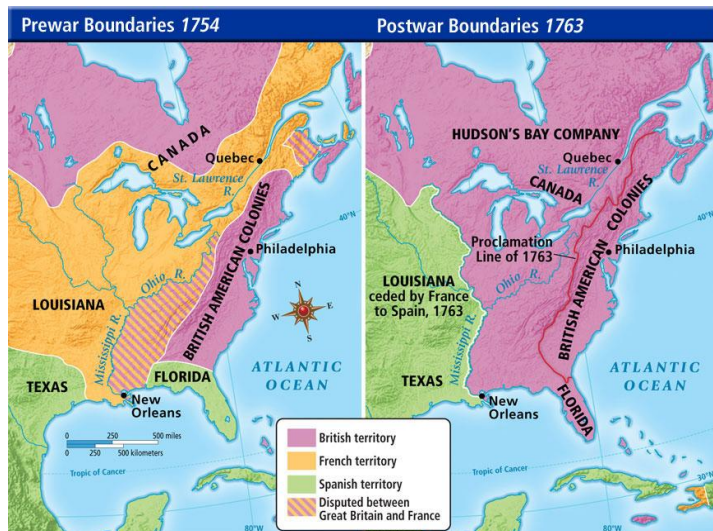 Prewar Boundaries 1754
CANADA
Quebec
St. Lawrence
R.
40°N
BRITISH AMERICAN COLONIES
Philadelphia
Ohio R.
LOUISIANA
Mississippi R.
N
W E
S
TEXAS
FLORIDA
ATLANTIC
OCEAN
New
Orleans
0 250 500 miles
0 250 500 kilometers
Tropic of Cancer
80°W
Postwar Boundaries 1763
HUDSON'S BAY COMPANY
Quebec
St. Lawrence
R.
CANADA
40°N
BRITISH AMERICAN COLONIES
Proclamation
Line of 1763
Philadelphia
Ohio R.
LOUISIANA
ceded by France
to Spain, 1763
Mississippi R.
TEXAS
FLORIDA
ATLANTIC
OCEAN
New
Orleans
Tropic of Cancer
30°N
80°W
British territory
French territory
Spanish territory
Disputed between
Great Britain and France